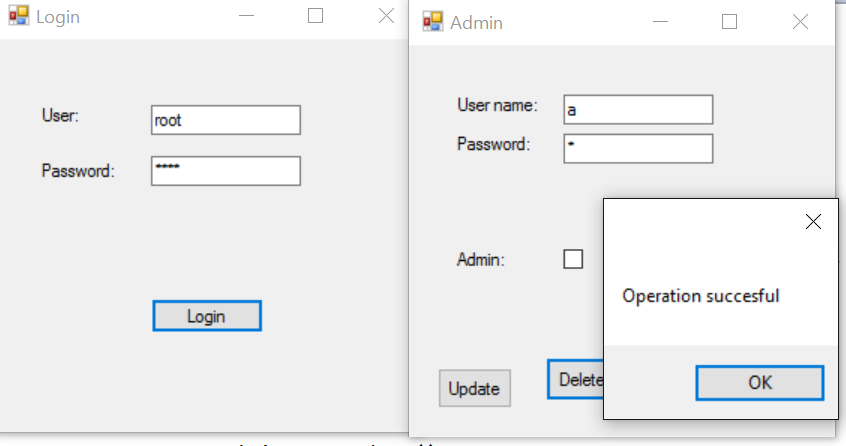 Login
User:
root
Password:
****
Login
Admin
User name:
a
Password:
*
Admin:
Operation succesful
Update
Delete
OK